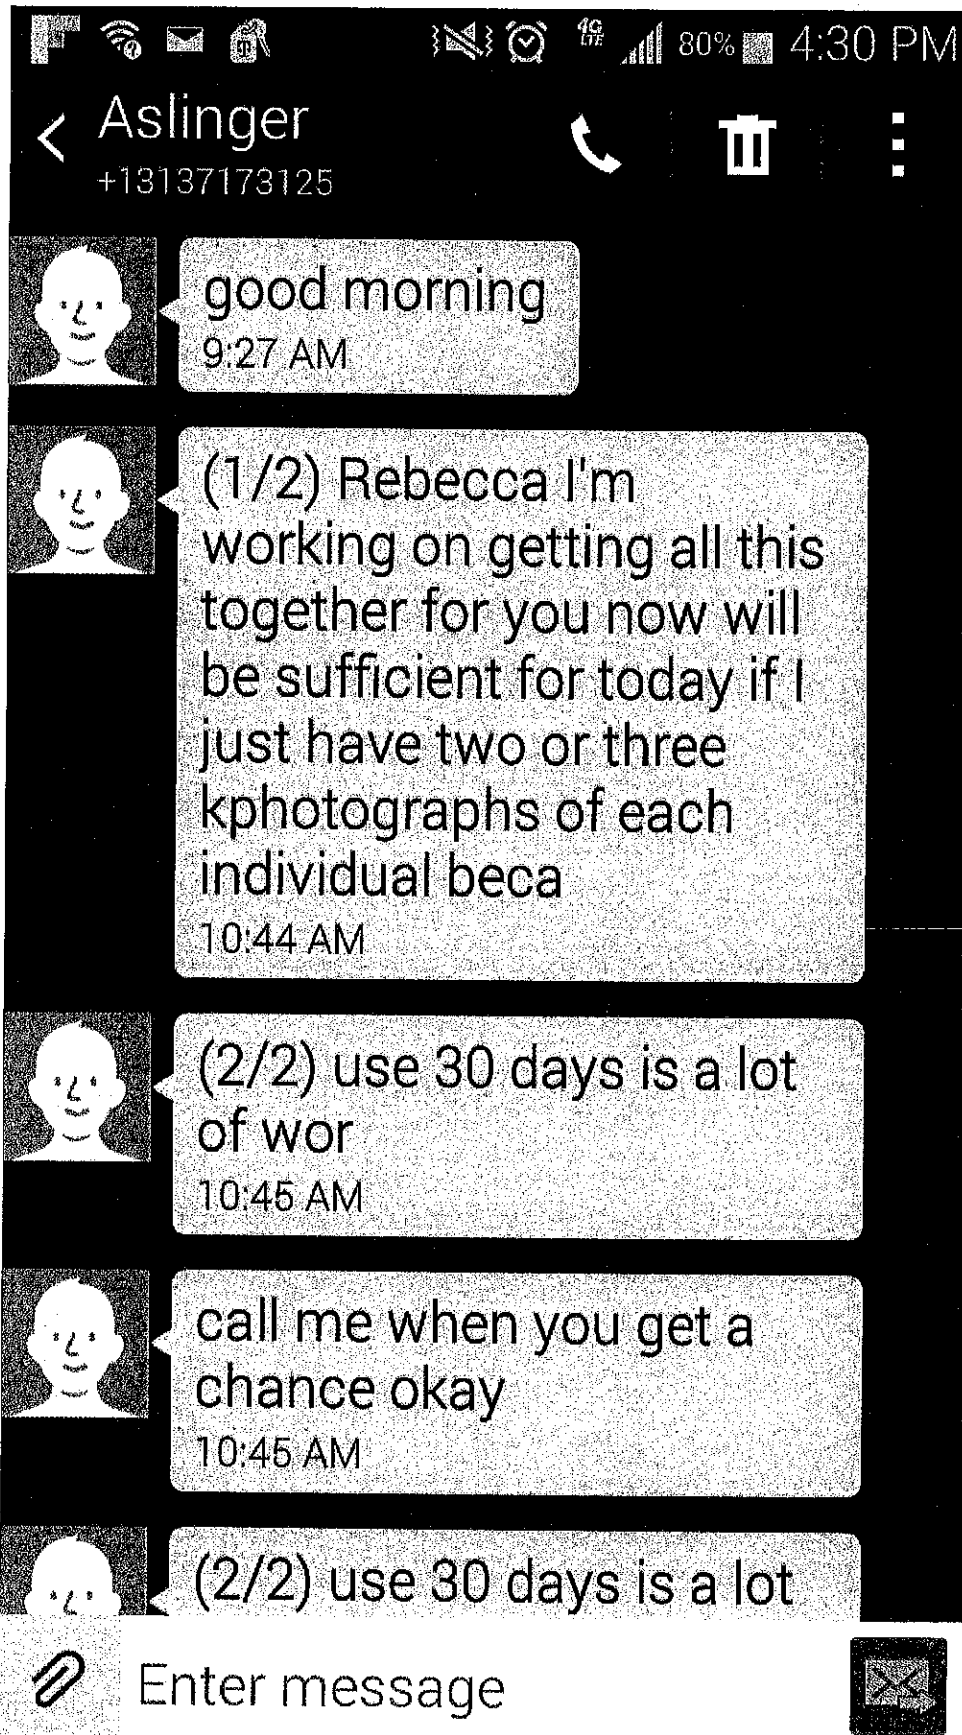 4G
LTE
80% 4:30 PM
Aslinger
+13137173125
good morning
9:27 AM
(1/2) Rebecca I'm
working on getting all this
together for you now will
be sufficient for today if I
just have two or three
kphotographs of each
individual beca
10:44 AM
(2/2) use 30 days is a lot
of wor
10:45 AM
call me when you get a
chance okay
10:45 AM
(2/2) use 30 days is a lot
Enter message